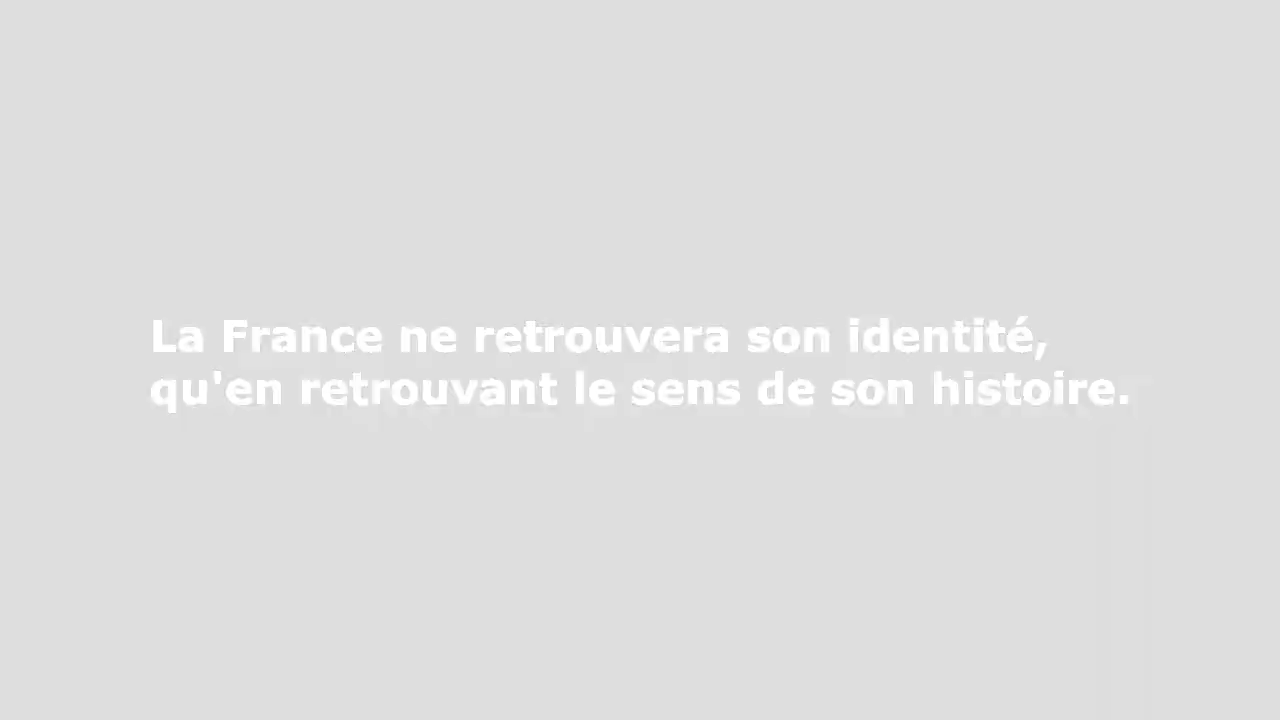 La France ne retrouvera son identité,
qu'en retrouvant le sens de son histoire.